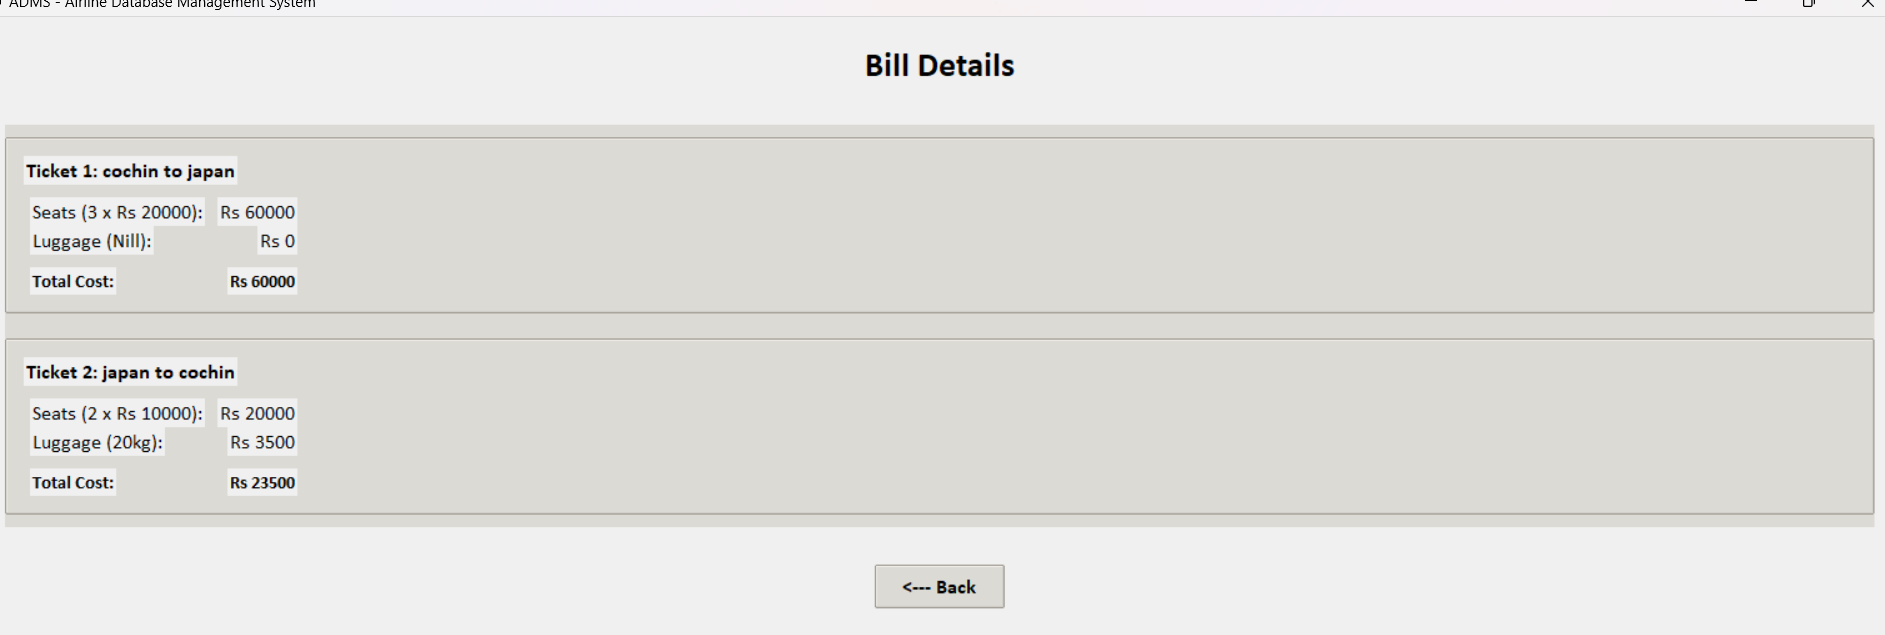 ADMS - Airline Database Management System
Bill Details
Ticket 1: cochin to japan
Seats (3 x Rs 20000): Rs 60000
Luggage (Nill): Rs 0
Total Cost: Rs 60000
Ticket 2: japan to cochin
Seats (2 x Rs 10000): Rs 20000
Luggage (20kg): Rs 3500
Total Cost: Rs 23500
<--- Back